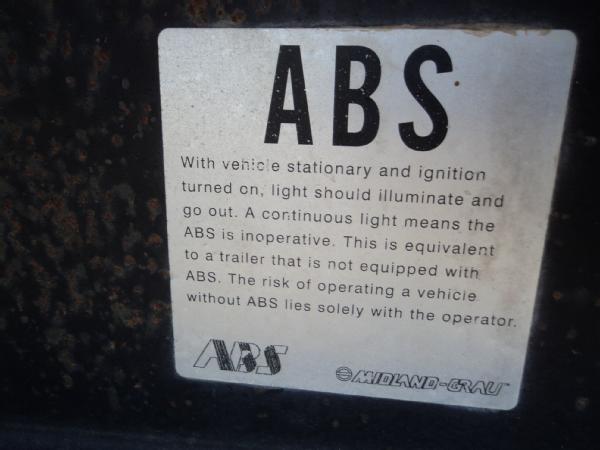 ABS
With vehicle stationary and ignition
turned on, light should illuminate and
go out. A continuous light means the
ABS is inoperative. This is equivalent
to a trailer that is not equipped with
ABS. The risk of operating a vehicle
without ABS lies solely with the operator.
ABS
MIDLAND-GRAU